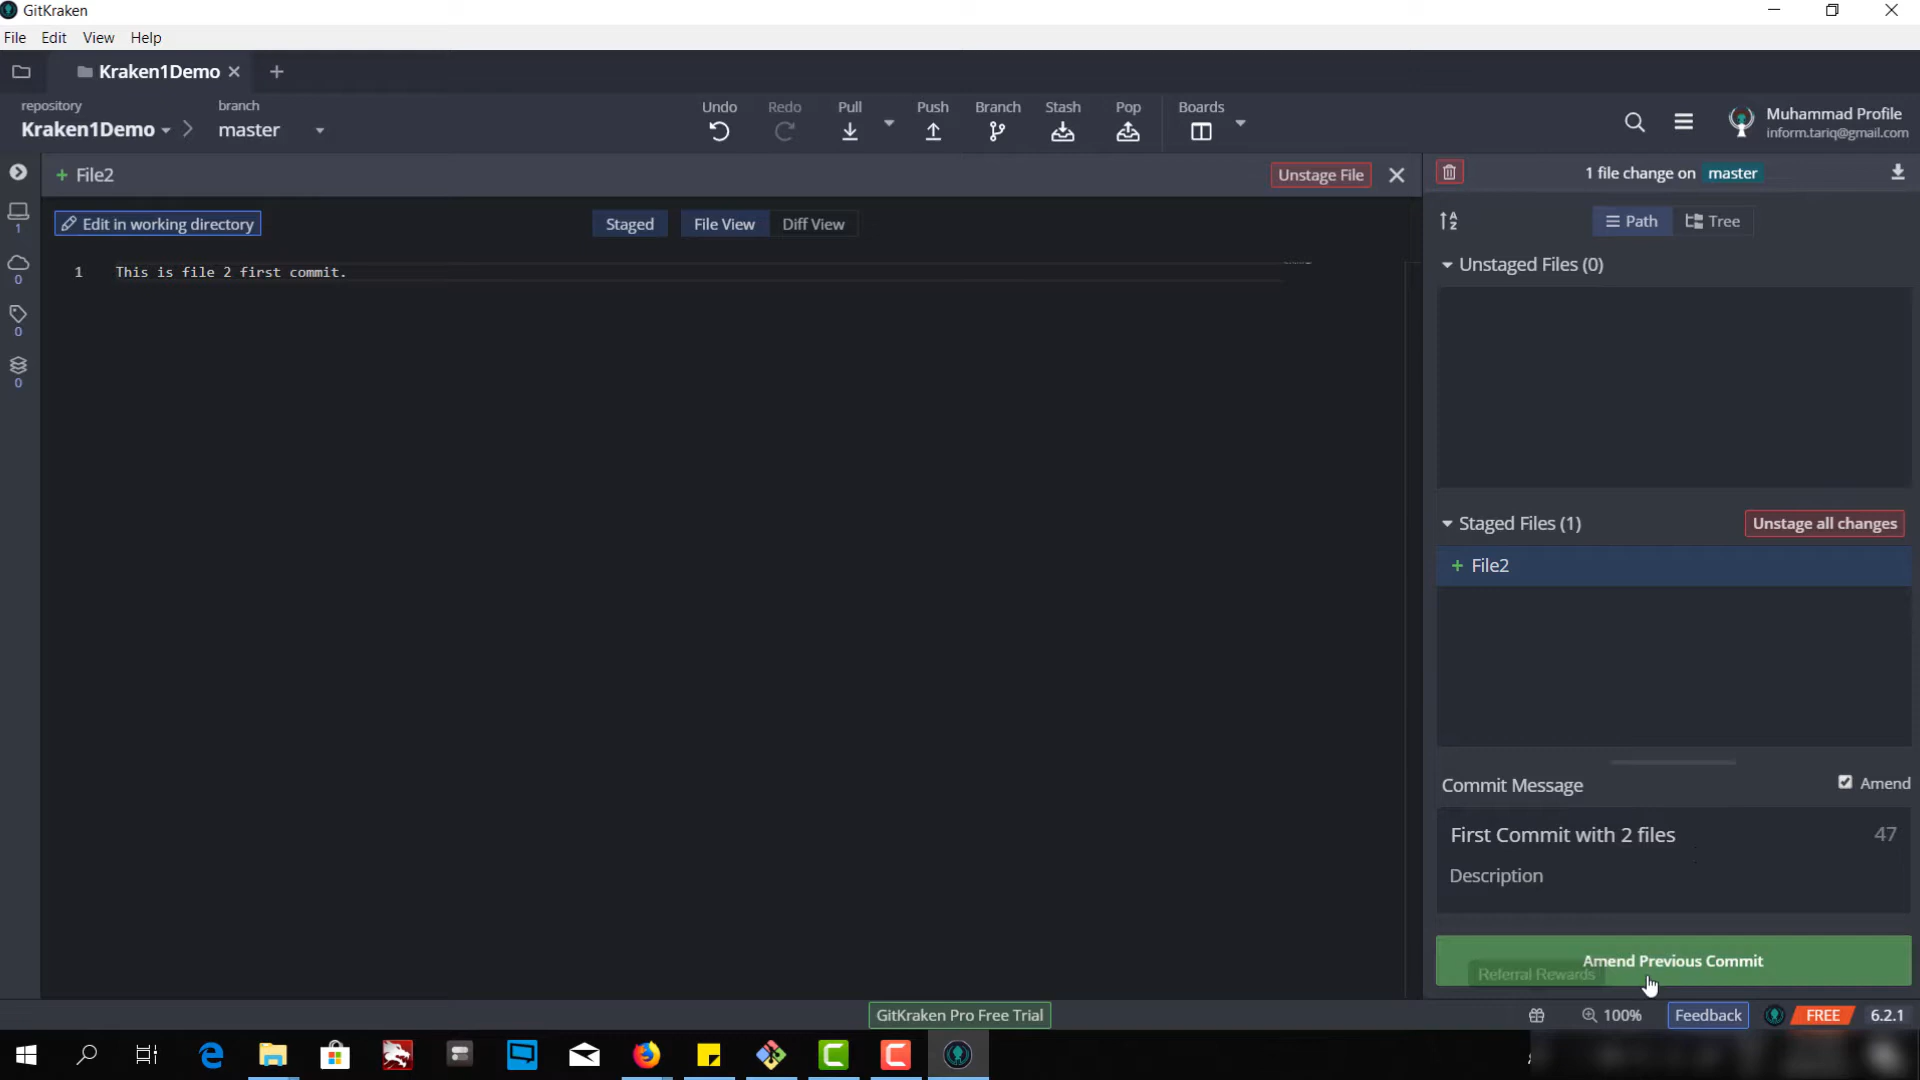 GitKraken
File Edit View Help
Kraken1Demo
repository branch
Kraken1Demo master
Undo Redo Pull Push Branch Stash Pop Boards
Muhammad Profile
inform.tariq@gmail.com
+ File2
Unstage File
1 file change on master
Edit in working directory
Staged File View Diff View
Path Tree
1 This is file 2 first commit.
Unstaged Files (0)
1
0
0
0
Staged Files (1) Unstage all changes
+ File2
Commit Message Amend
First Commit with 2 files 47
Description
Amend Previous Commit
Referral Rewards
GitKraken Pro Free Trial 100% Feedback FREE 6.2.1